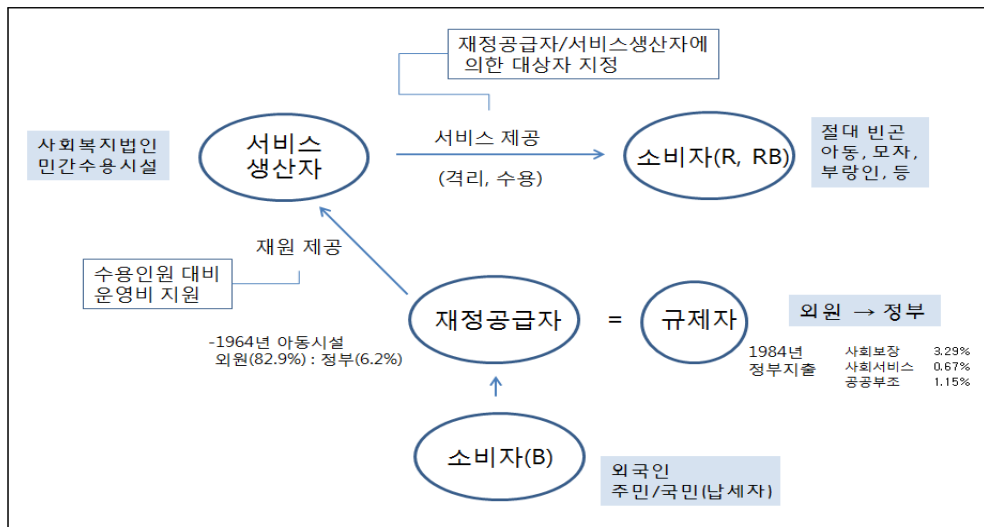 재정공급자/서비스생산자에
의한 대상자 지정
사회복지법인
민간수용시설
서비스
생산자
서비스 제공
(격리, 수용)
소비자(R, RB)
절대 빈곤
아동, 모자,
부랑인, 등
재원 제공
수용인원 대비
운영비 지원
재정공급자
=
규제자
외원 → 정부
-1964년 아동시설
외원(82.9%) : 정부(6.2%)
1984년
정부지출
사회보장 3.29%
사회서비스 0.67%
공공부조 1.15%
소비자(B)
외국인
주민/국민(납세자)